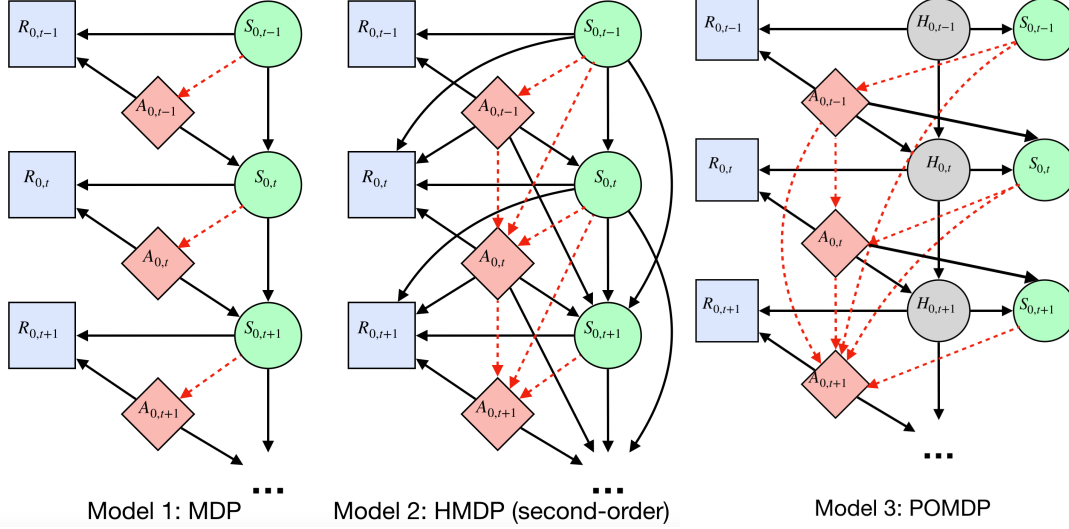 R₀,ₜ₋₁ S₀,ₜ₋₁
A₀,ₜ₋₁
R₀,ₜ S₀,ₜ
A₀,ₜ
R₀,ₜ₊₁ S₀,ₜ₊₁
A₀,ₜ₊₁
...
Model 1: MDP
R₀,ₜ₋₁ S₀,ₜ₋₁
A₀,ₜ₋₁
R₀,ₜ S₀,ₜ
A₀,ₜ
R₀,ₜ₊₁ S₀,ₜ₊₁
A₀,ₜ₊₁
...
Model 2: HMDP (second-order)
R₀,ₜ₋₁ H₀,ₜ₋₁ S₀,ₜ₋₁
A₀,ₜ₋₁
R₀,ₜ H₀,ₜ S₀,ₜ
A₀,ₜ
R₀,ₜ₊₁ H₀,ₜ₊₁ S₀,ₜ₊₁
A₀,ₜ₊₁
...
Model 3: POMDP